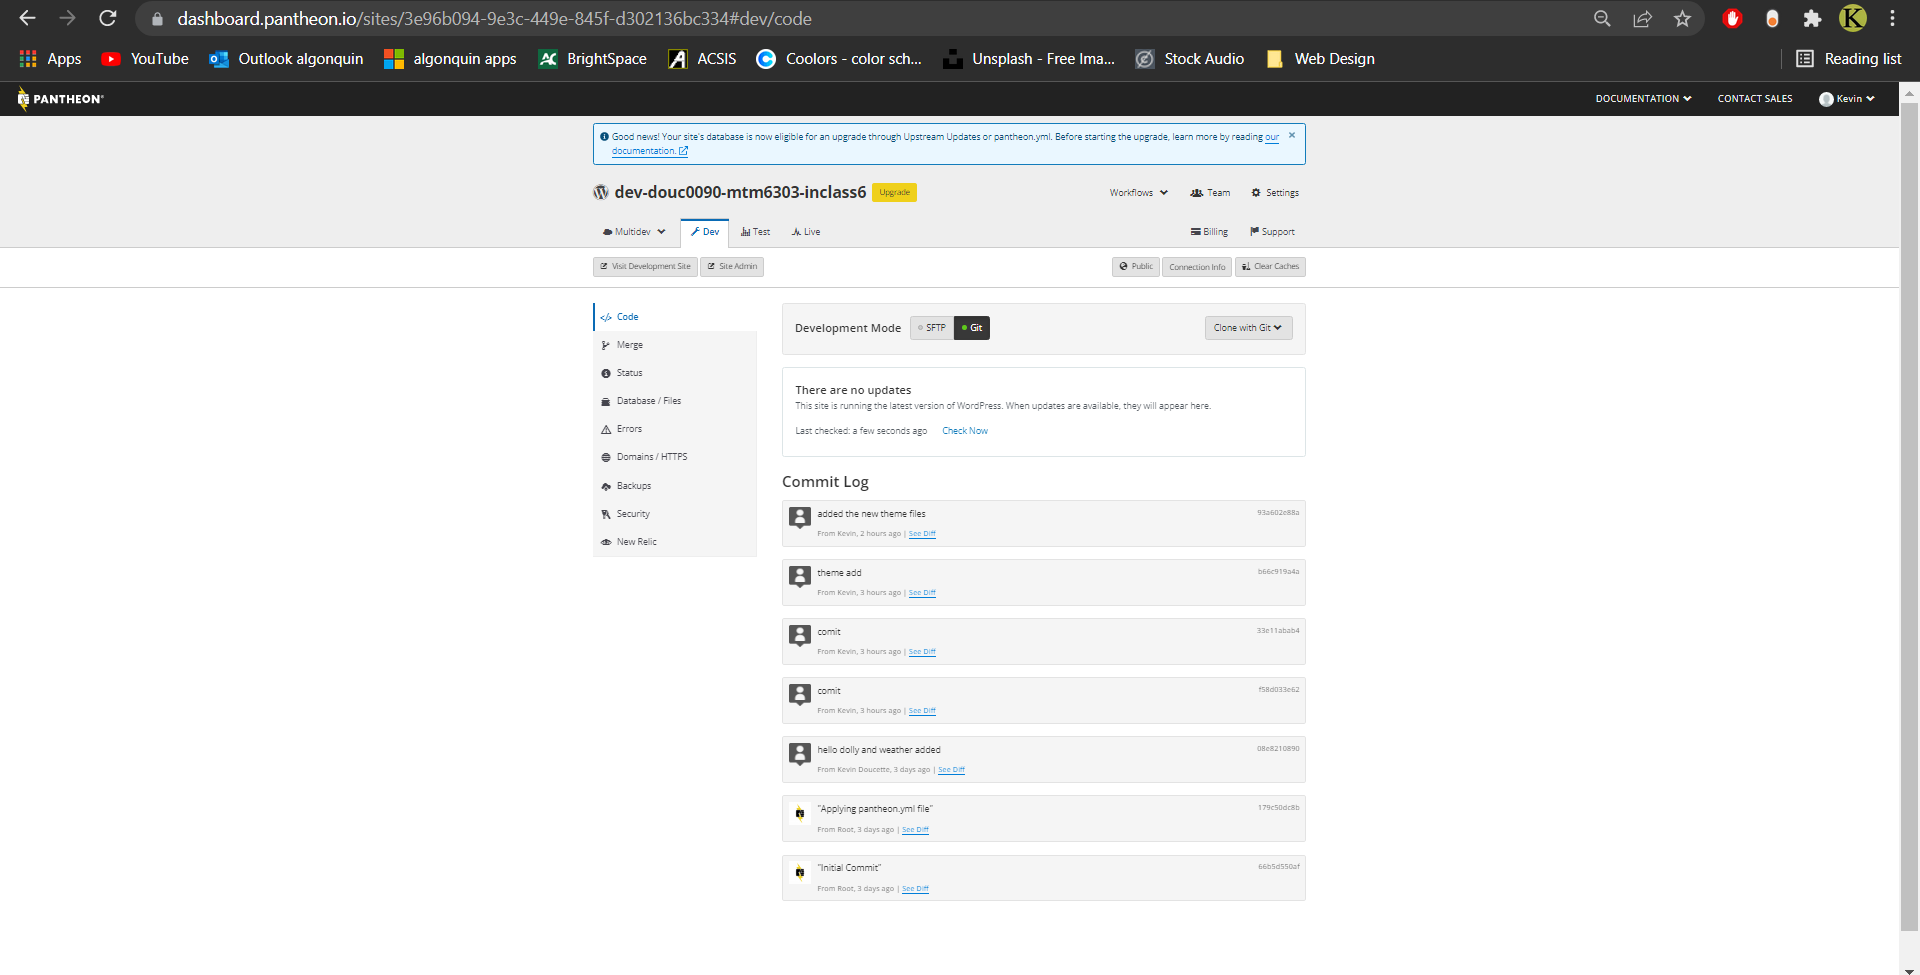 dashboard.pantheon.io/sites/3e96b094-9e3c-449e-845f-d302136bc334#dev/code
K
Apps YouTube Outlook algonquin algonquin apps BrightSpace ACSIS Coolors - color sch... Unsplash - Free Ima... Stock Audio Web Design Reading list
PANTHEON DOCUMENTATION CONTACT SALES Kevin
Good news! Your site's database is now eligible for an upgrade through Upstream Updates or pantheon.yml. Before starting the upgrade, learn more by reading our
documentation.
dev-douc0090-mtm6303-inclass6 Upgrade Workflows Team Settings
Multidev Dev Test Live Billing Support
Visit Development Site Site Admin Public Connection Info Clear Caches
Code
Merge
Status
Database / Files
Errors
Domains / HTTPS
Backups
Security
New Relic
Development Mode SFTP Git Clone with Git
There are no updates
This site is running the latest version of WordPress. When updates are available, they will appear here.
Last checked: a few seconds ago Check Now
Commit Log
added the new theme files 93a602e88a
From Kevin, 2 hours ago | See Diff
theme add b66c919a4a
From Kevin, 3 hours ago | See Diff
comit 33e11abab4
From Kevin, 3 hours ago | See Diff
comit f58d033e62
From Kevin, 3 hours ago | See Diff
hello dolly and weather added 08e8210890
From Kevin Doucette, 3 days ago | See Diff
"Applying pantheon.yml file" 179c50dc8b
From Root, 3 days ago | See Diff
"Initial Commit" 66b5d550af
From Root, 3 days ago | See Diff